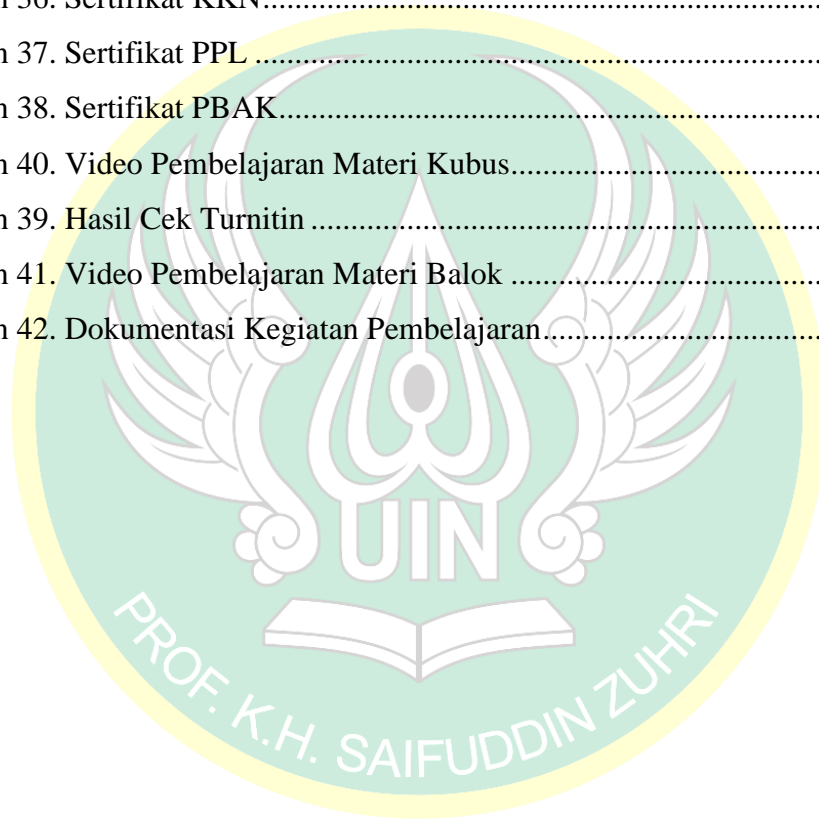 n 36. Sertifikat KKN..........................................................................
n 37. Sertifikat PPL ..........................................................................
n 38. Sertifikat PBAK........................................................................
n 40. Video Pembelajaran Materi Kubus..........................................
n 39. Hasil Cek Turnitin ...................................................................
n 41. Video Pembelajaran Materi Balok ..........................................
n 42. Dokumentasi Kegiatan Pembelajaran.....................................
UIN
PROF. K.H. SAIFUDDIN ZUHRI